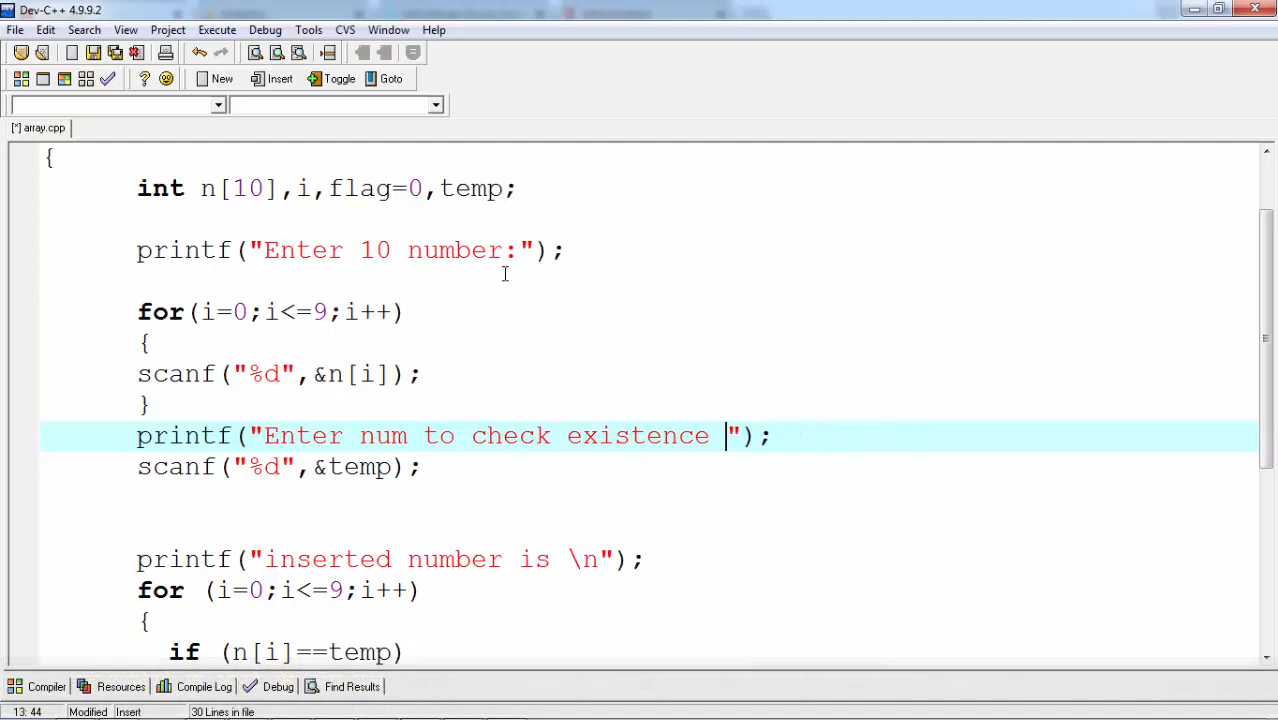 Dev-C++ 4.9.9.2
File Edit Search View Project Execute Debug Tools CVS Window Help
New Insert Toggle Goto
[*] array.cpp
{
int n[10],i,flag=0,temp;
printf("Enter 10 number:");
for(i=0;i<=9;i++)
{
scanf("%d",&n[i]);
}
printf("Enter num to check existence ");
scanf("%d",&temp);
printf("inserted number is \n");
for (i=0;i<=9;i++)
{
if (n[i]==temp)
Compiler Resources Compile Log Debug Find Results
13: 44 Modified Insert 30 Lines in file